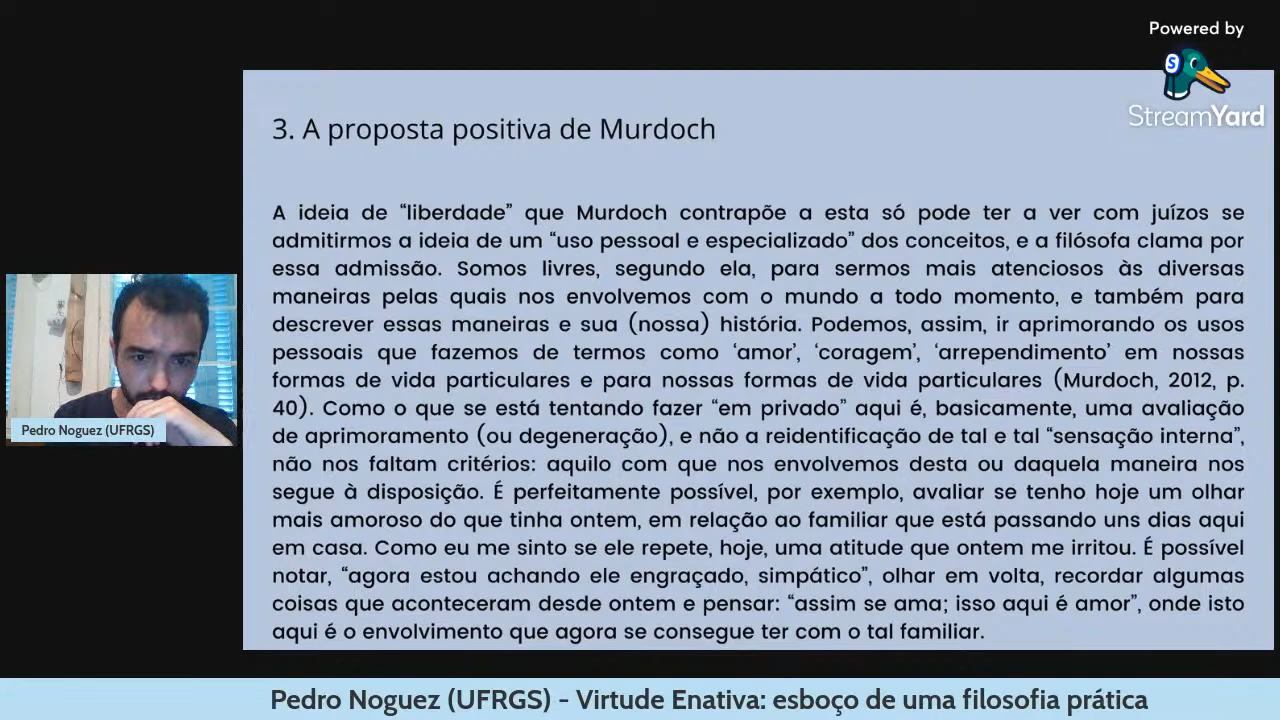 Powered by
S
StreamYard
3. A proposta positiva de Murdoch
A ideia de “liberdade” que Murdoch contrapõe a esta só pode ter a ver com juízos se
admitirmos a ideia de um “uso pessoal e especializado” dos conceitos, e a filósofa clama por
essa admissão. Somos livres, segundo ela, para sermos mais atenciosos às diversas
maneiras pelas quais nos envolvemos com o mundo a todo momento, e também para
descrever essas maneiras e sua (nossa) história. Podemos, assim, ir aprimorando os usos
pessoais que fazemos de termos como ‘amor’, ‘coragem’, ‘arrependimento’ em nossas
formas de vida particulares e para nossas formas de vida particulares (Murdoch, 2012, p.
40). Como o que se está tentando fazer “em privado” aqui é, basicamente, uma avaliação
de aprimoramento (ou degeneração), e não a reidentificação de tal e tal “sensação interna”,
não nos faltam critérios: aquilo com que nos envolvemos desta ou daquela maneira nos
segue à disposição. É perfeitamente possível, por exemplo, avaliar se tenho hoje um olhar
mais amoroso do que tinha ontem, em relação ao familiar que está passando uns dias aqui
em casa. Como eu me sinto se ele repete, hoje, uma atitude que ontem me irritou. É possível
notar, “agora estou achando ele engraçado, simpático”, olhar em volta, recordar algumas
coisas que aconteceram desde ontem e pensar: “assim se ama; isso aqui é amor”, onde isto
aqui é o envolvimento que agora se consegue ter com o tal familiar.
Pedro Noguez (UFRGS)
Pedro Noguez (UFRGS) - Virtude Enativa: esboço de uma filosofia prática